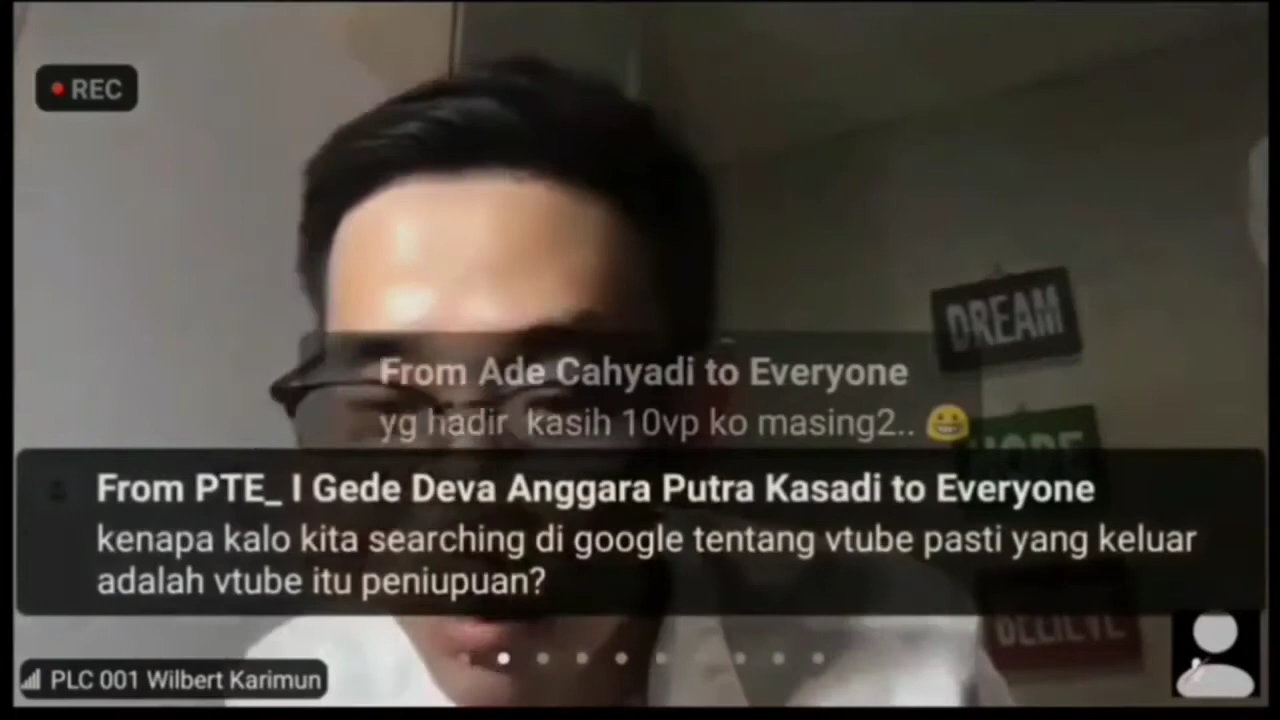 REC
DREAM
From Ade Cahyadi to Everyone
yg hadir kasih 10vp ko masing2.. 😀
HOPE
From PTE_ I Gede Deva Anggara Putra Kasadi to Everyone
kenapa kalo kita searching di google tentang vtube pasti yang keluar
adalah vtube itu peniupuan?
BELIEVE
PLC 001 Wilbert Karimun